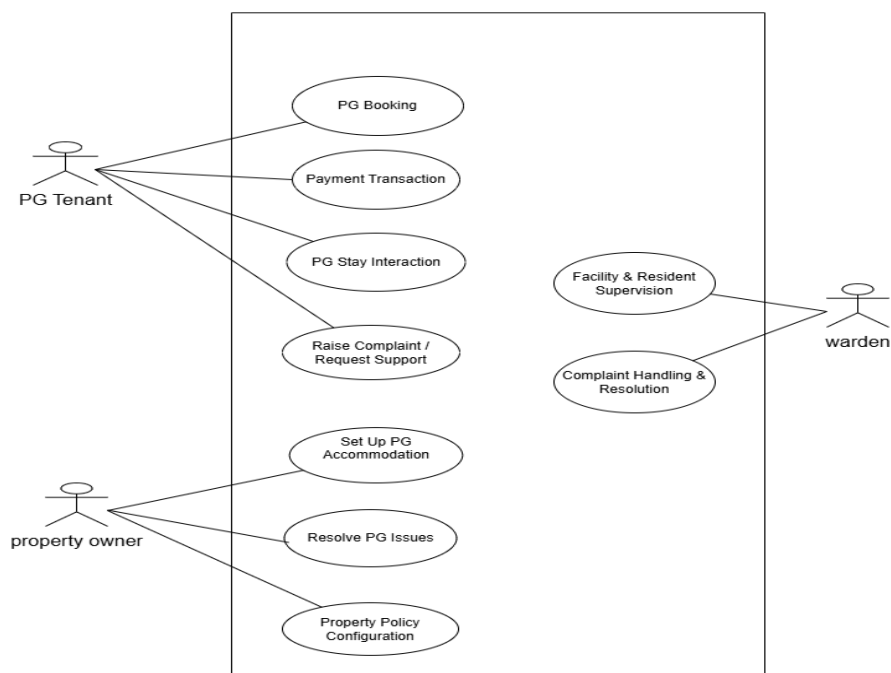 PG Booking
Payment Transaction
PG Tenant
PG Stay Interaction
Facility & Resident
Supervision
Raise Complaint /
Request Support
warden
Complaint Handling &
Resolution
Set Up PG
Accommodation
property owner
Resolve PG Issues
Property Policy
Configuration